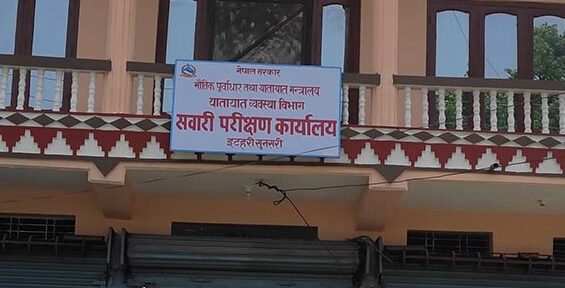 नेपाल सरकार
भौतिक पूर्वाधार तथा यातायात मन्त्रालय
यातायात व्यवस्था विभाग
सवारी परीक्षण कार्यालय
इटहरी सुनसरी